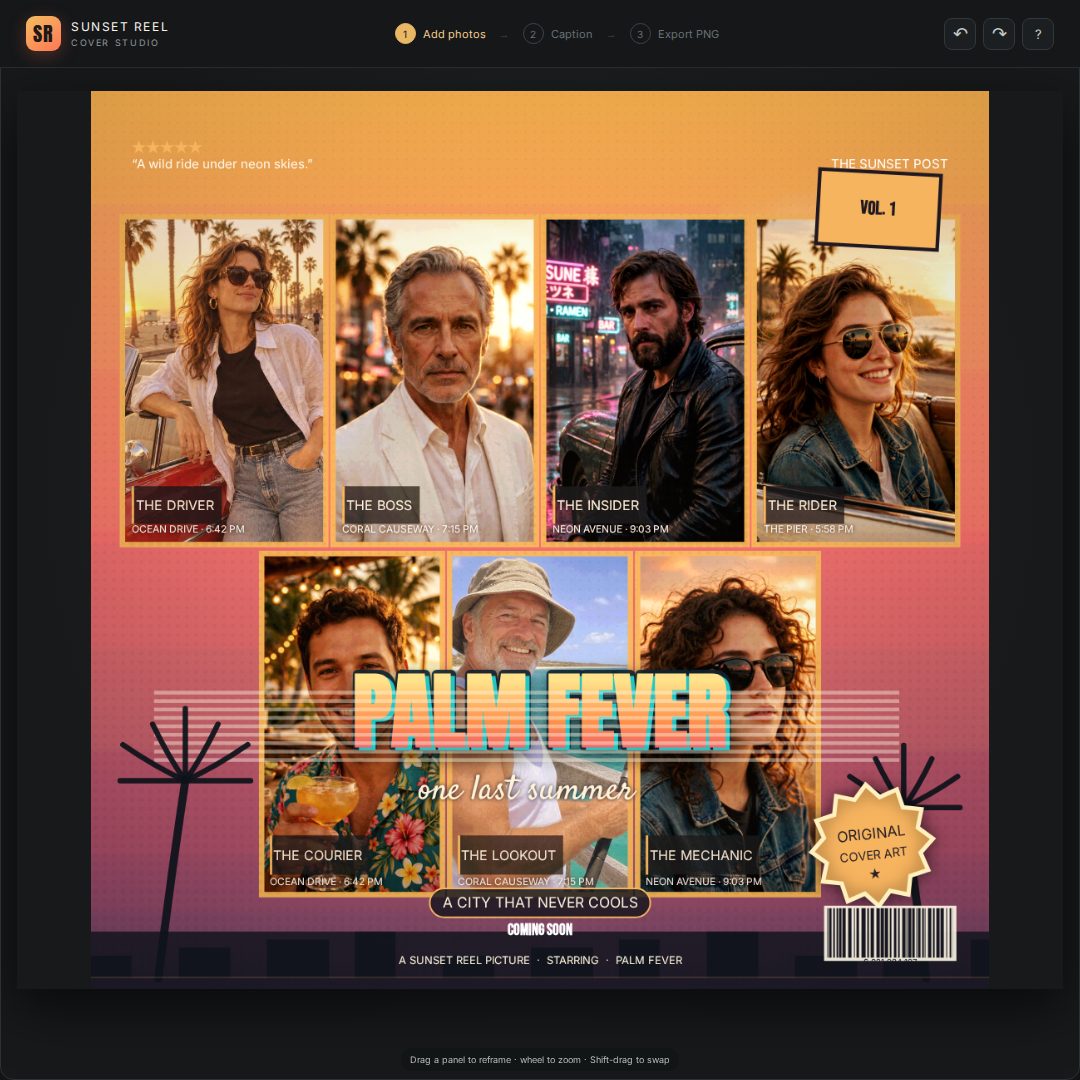 SR SUNSET REEL
COVER STUDIO
1 Add photos → 2 Caption → 3 Export PNG
↶ ↷ ?
★★★★★
“A wild ride under neon skies.”
THE SUNSET POST
VOL. 1
SUNE
ツネ
RAMEN
BAR
BAR
THE DRIVER
OCEAN DRIVE · 6:42 PM
THE BOSS
CORAL CAUSEWAY · 7:15 PM
THE INSIDER
NEON AVENUE · 9:03 PM
THE RIDER
THE PIER · 5:58 PM
PALM FEVER
one last summer
THE COURIER
OCEAN DRIVE · 6:42 PM
THE LOOKOUT
CORAL CAUSEWAY · 7:15 PM
THE MECHANIC
NEON AVENUE · 9:03 PM
ORIGINAL
COVER ART
★
A CITY THAT NEVER COOLS
COMING SOON
A SUNSET REEL PICTURE · STARRING · PALM FEVER
Drag a panel to reframe · wheel to zoom · Shift-drag to swap